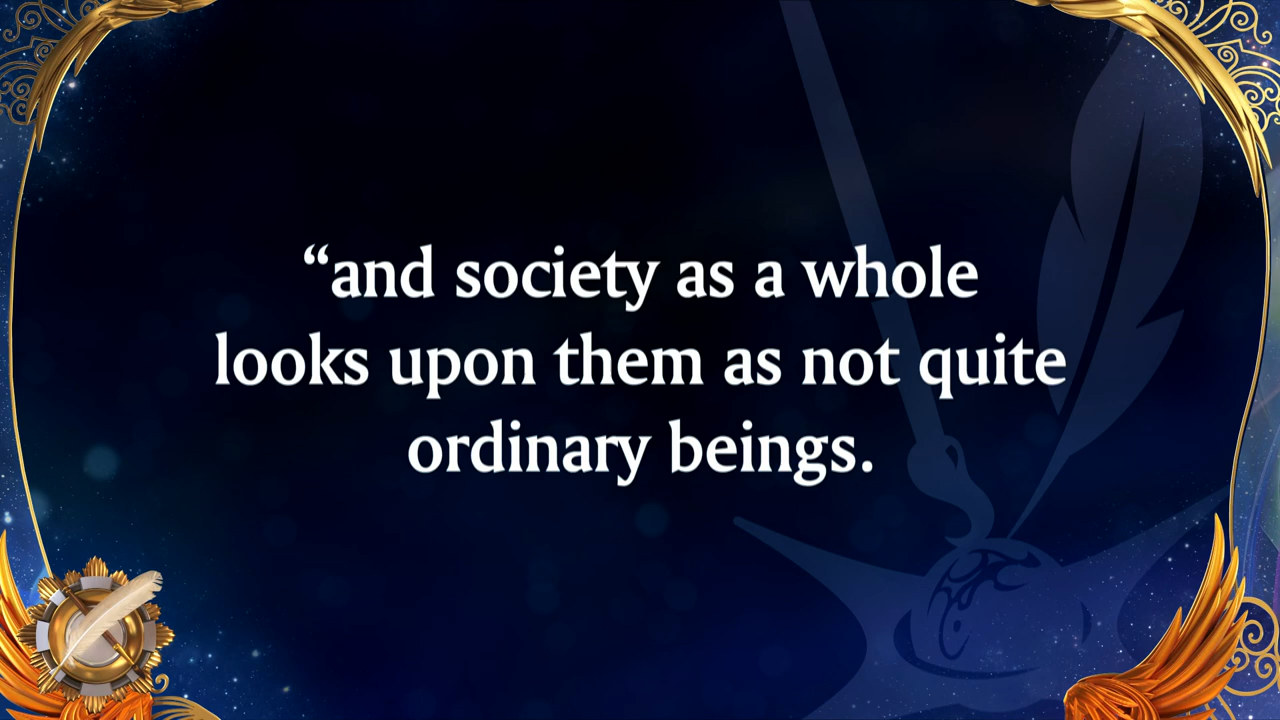 “and society as a whole
looks upon them as not quite
ordinary beings.